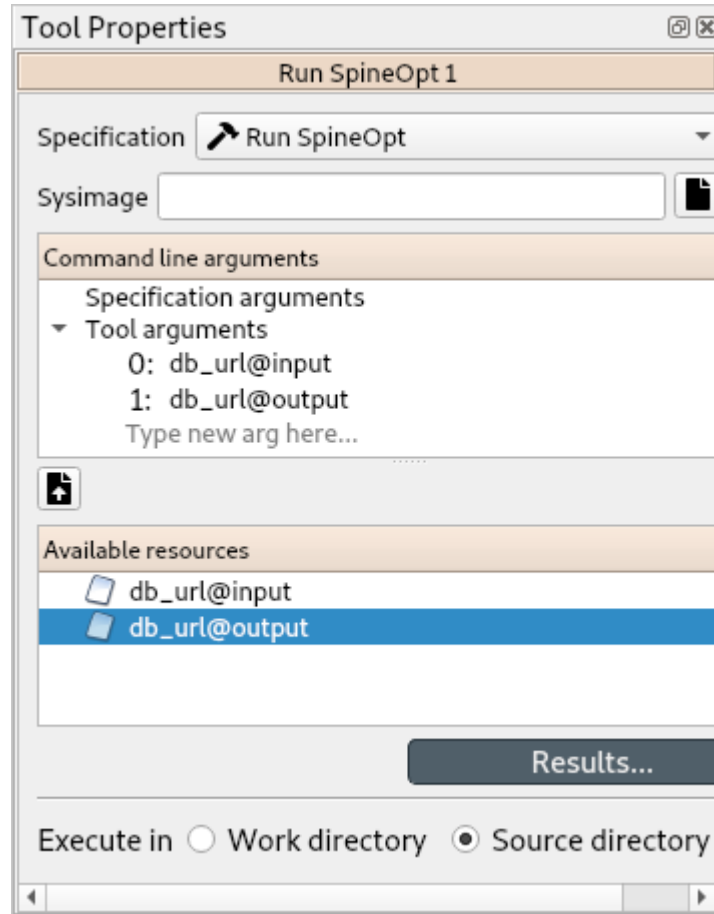 Tool Properties
Run SpineOpt 1
Specification Run SpineOpt
Sysimage
Command line arguments
Specification arguments
Tool arguments
0: db_url@input
1: db_url@output
Type new arg here...
Available resources
db_url@input
db_url@output
Results...
Execute in Work directory Source directory